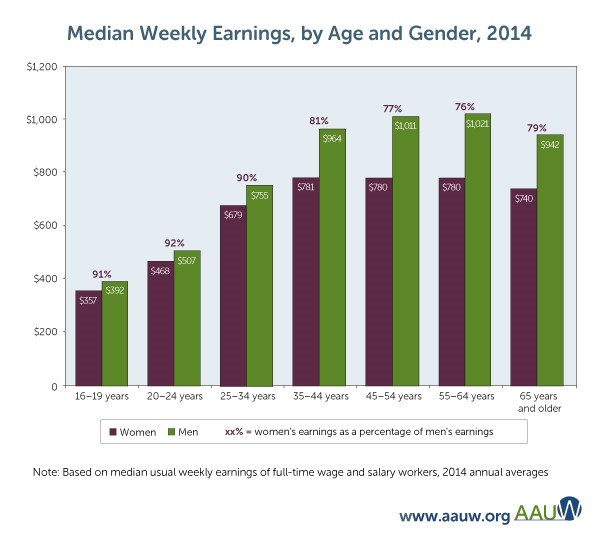 Median Weekly Earnings, by Age and Gender, 2014
$1,200
$1,000
$800
$600
$400
$200
0
91%
92%
90%
81%
77%
76%
79%
$357
$392
$468
$507
$679
$755
$781
$964
$780
$1,011
$780
$1,021
$740
$942
16–19 years
20–24 years
25–34 years
35–44 years
45–54 years
55–64 years
65 years
and older
Women Men xx% = women's earnings as a percentage of men's earnings
Note: Based on median usual weekly earnings of full-time wage and salary workers, 2014 annual averages
www.aauw.org AAUW